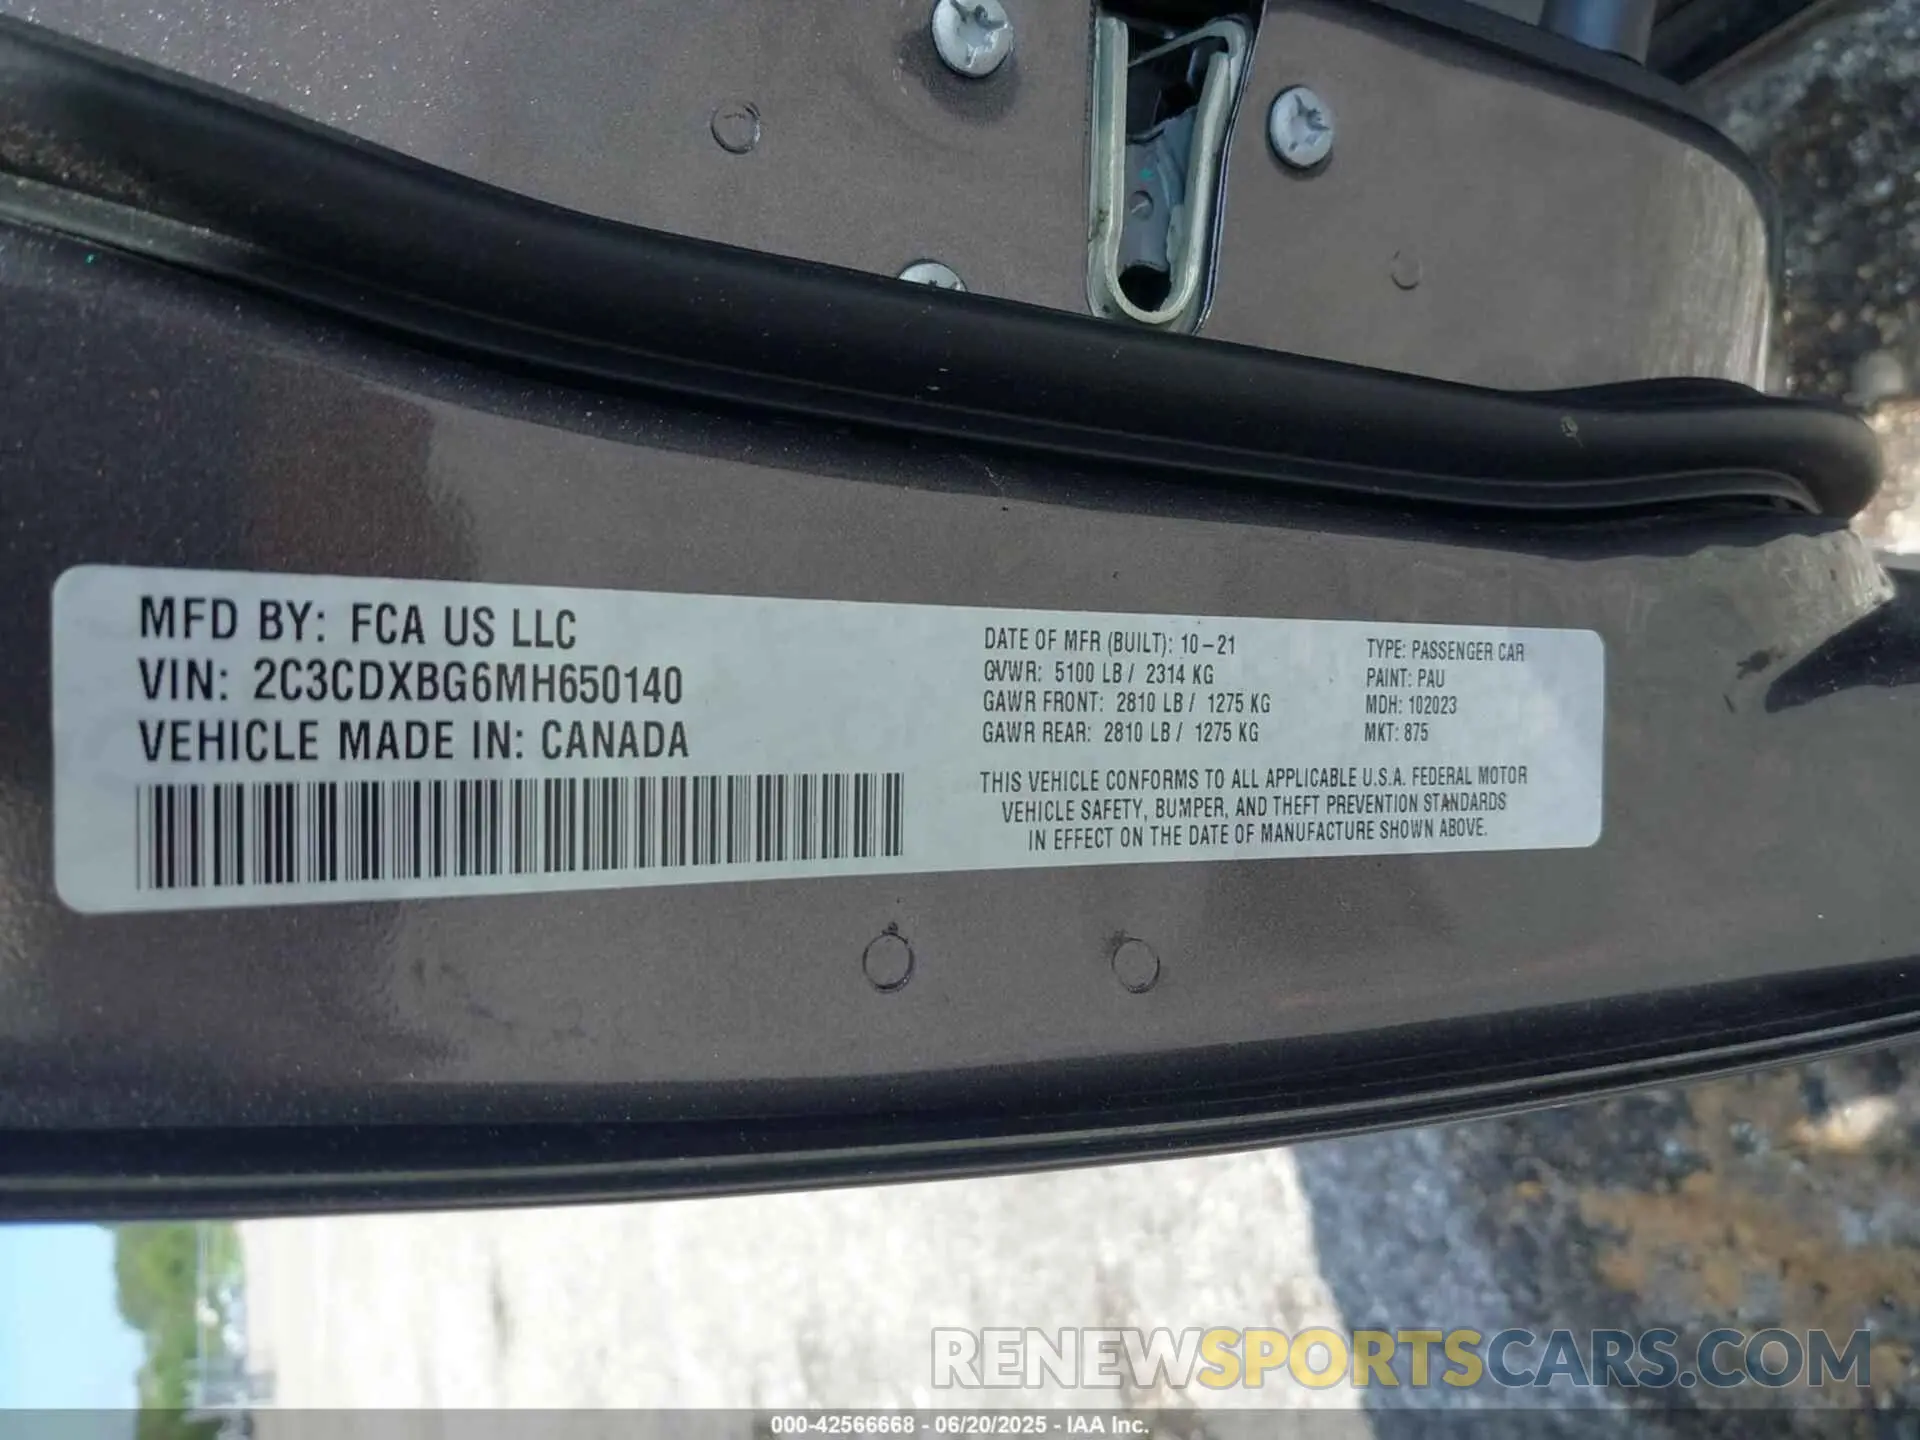 MFD BY: FCA US LLC
VIN: 2C3CDXBG6MH650140
VEHICLE MADE IN: CANADA
DATE OF MFR (BUILT): 10-21
GVWR: 5100 LB / 2314 KG
GAWR FRONT: 2810 LB / 1275 KG
GAWR REAR: 2810 LB / 1275 KG
TYPE: PASSENGER CAR
PAINT: PAU
MDH: 102023
MKT: 875
THIS VEHICLE CONFORMS TO ALL APPLICABLE U.S.A. FEDERAL MOTOR
VEHICLE SAFETY, BUMPER, AND THEFT PREVENTION STANDARDS
IN EFFECT ON THE DATE OF MANUFACTURE SHOWN ABOVE.
RENEWSPORTSCARS.COM
000-42566668 - 06/20/2025 - IAA Inc.